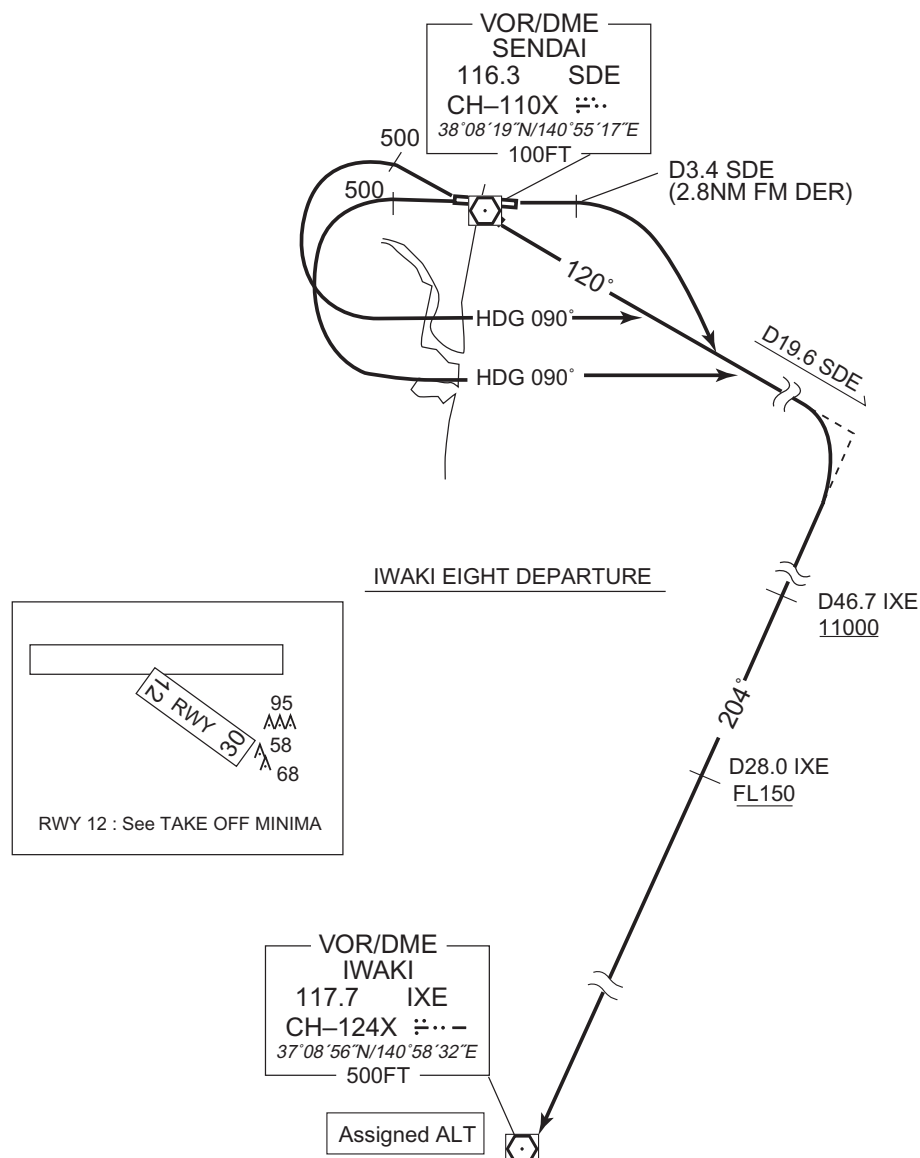 VOR/DME
SENDAI
116.3 SDE
CH–110X
38°08´19˝N/140°55´17˝E
100FT
500
500
D3.4 SDE
(2.8NM FM DER)
120°
HDG 090°
D19.6 SDE
HDG 090°
IWAKI EIGHT DEPARTURE
D46.7 IXE
11000
204°
12 RWY 30
95
58
68
D28.0 IXE
FL150
RWY 12 : See TAKE OFF MINIMA
VOR/DME
IWAKI
117.7 IXE
CH–124X
37°08´56˝N/140°58´32˝E
500FT
Assigned ALT